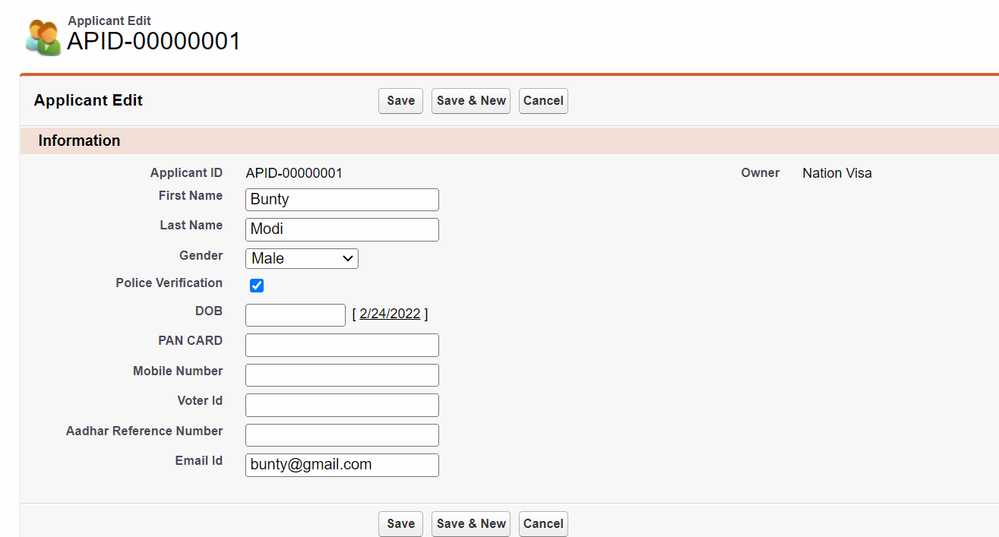 Applicant Edit
APID-00000001
Applicant Edit Save Save & New Cancel
Information
Applicant ID APID-00000001 Owner Nation Visa
First Name Bunty
Last Name Modi
Gender Male
Police Verification
DOB [ 2/24/2022 ]
PAN CARD
Mobile Number
Voter Id
Aadhar Reference Number
Email Id bunty@gmail.com
Save Save & New Cancel